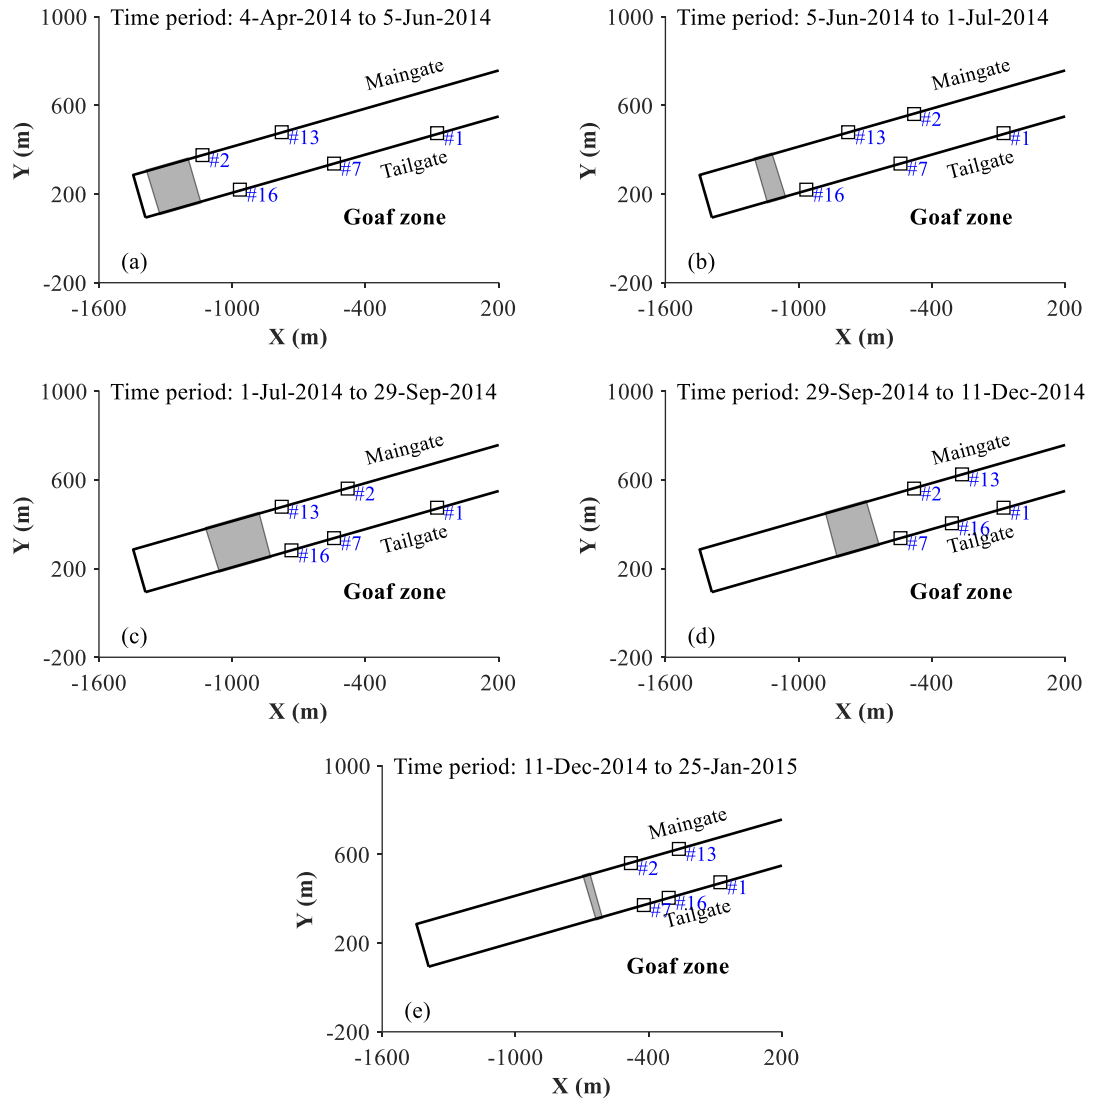 Time period: 4-Apr-2014 to 5-Jun-2014
1000
600
200
-200
Y (m)
Maingate
#13
#1
#2
#7
Tailgate
#16
Goaf zone
(a)
-1600 -1000 -400 200
X (m)
Time period: 5-Jun-2014 to 1-Jul-2014
1000
600
200
-200
Y (m)
Maingate
#2
#13
#1
#7
Tailgate
#16
Goaf zone
(b)
-1600 -1000 -400 200
X (m)
Time period: 1-Jul-2014 to 29-Sep-2014
1000
600
200
-200
Y (m)
Maingate
#2
#13
#1
#7
Tailgate
#16
Goaf zone
(c)
-1600 -1000 -400 200
X (m)
Time period: 29-Sep-2014 to 11-Dec-2014
1000
600
200
-200
Y (m)
Maingate
#13
#2
#1
#16
#7
Tailgate
Goaf zone
(d)
-1600 -1000 -400 200
X (m)
Time period: 11-Dec-2014 to 25-Jan-2015
1000
600
200
-200
Y (m)
Maingate
#13
#2
#1
#16
#7
Tailgate
Goaf zone
(e)
-1600 -1000 -400 200
X (m)